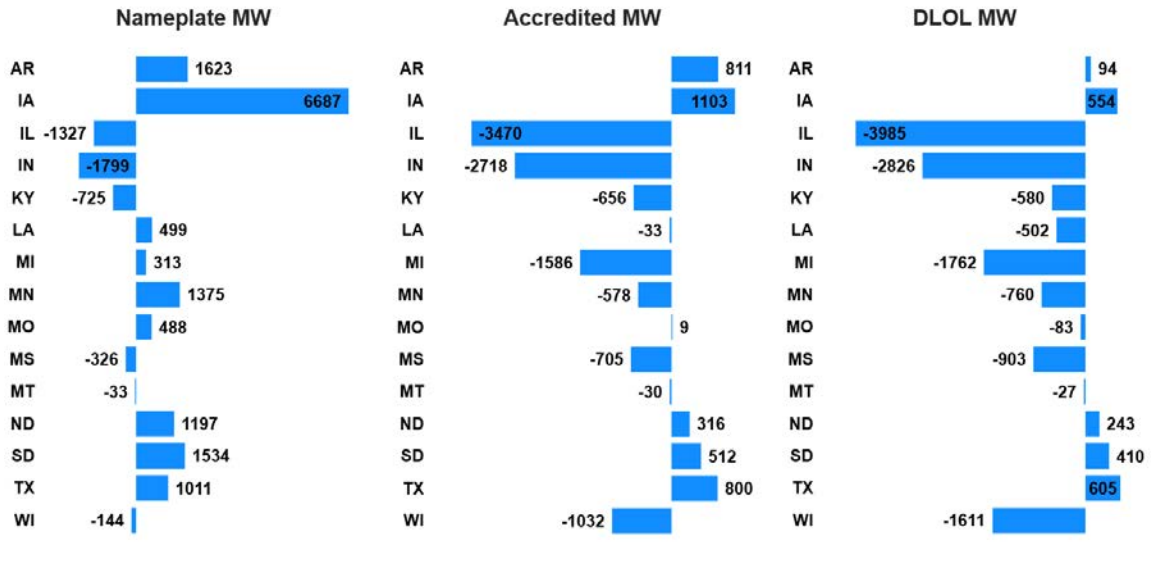 Nameplate MW Accredited MW DLOL MW
AR 1623 AR 811 AR 94
IA 6687 IA 1103 IA 554
IL -1327 IL -3470 IL -3985
IN -1799 IN -2718 IN -2826
KY -725 KY -656 KY -580
LA 499 LA -33 LA -502
MI 313 MI -1586 MI -1762
MN 1375 MN -578 MN -760
MO 488 MO 9 MO -83
MS -326 MS -705 MS -903
MT -33 MT -30 MT -27
ND 1197 ND 316 ND 243
SD 1534 SD 512 SD 410
TX 1011 TX 800 TX 605
WI -144 WI -1032 WI -1611